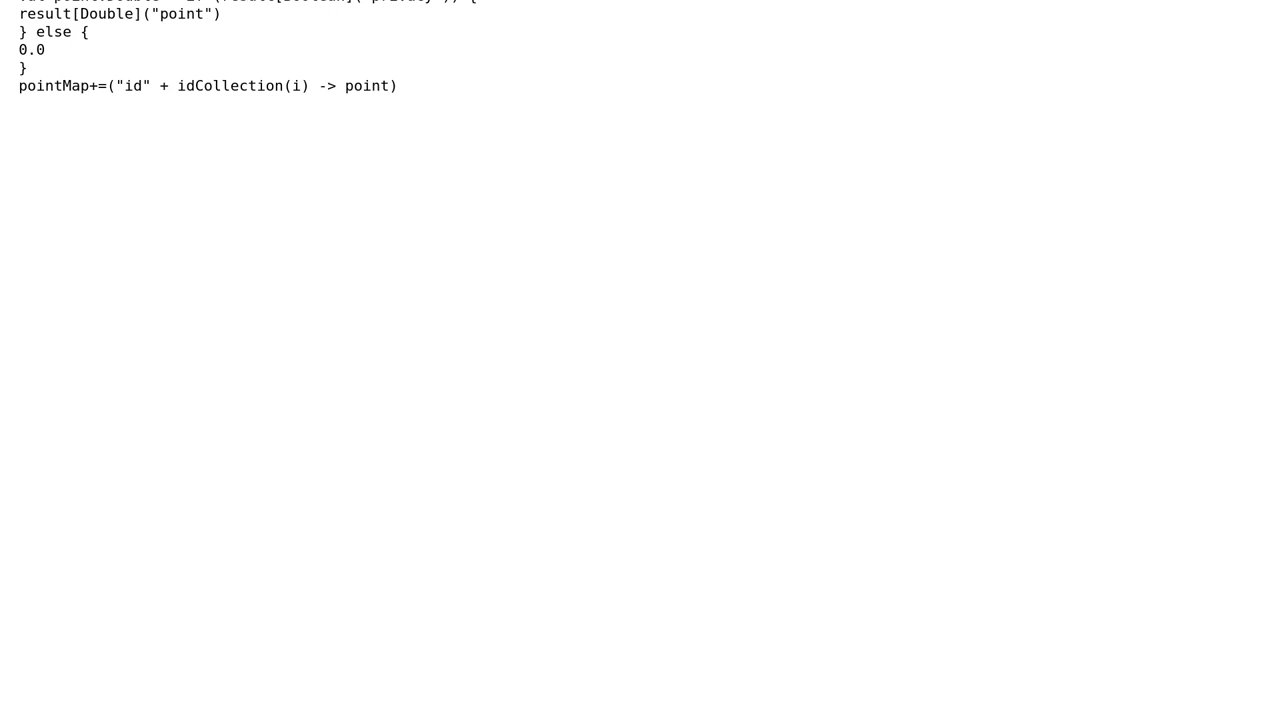 result[Double]("point")
} else {
0.0
}
pointMap+=("id" + idCollection(i) -> point)